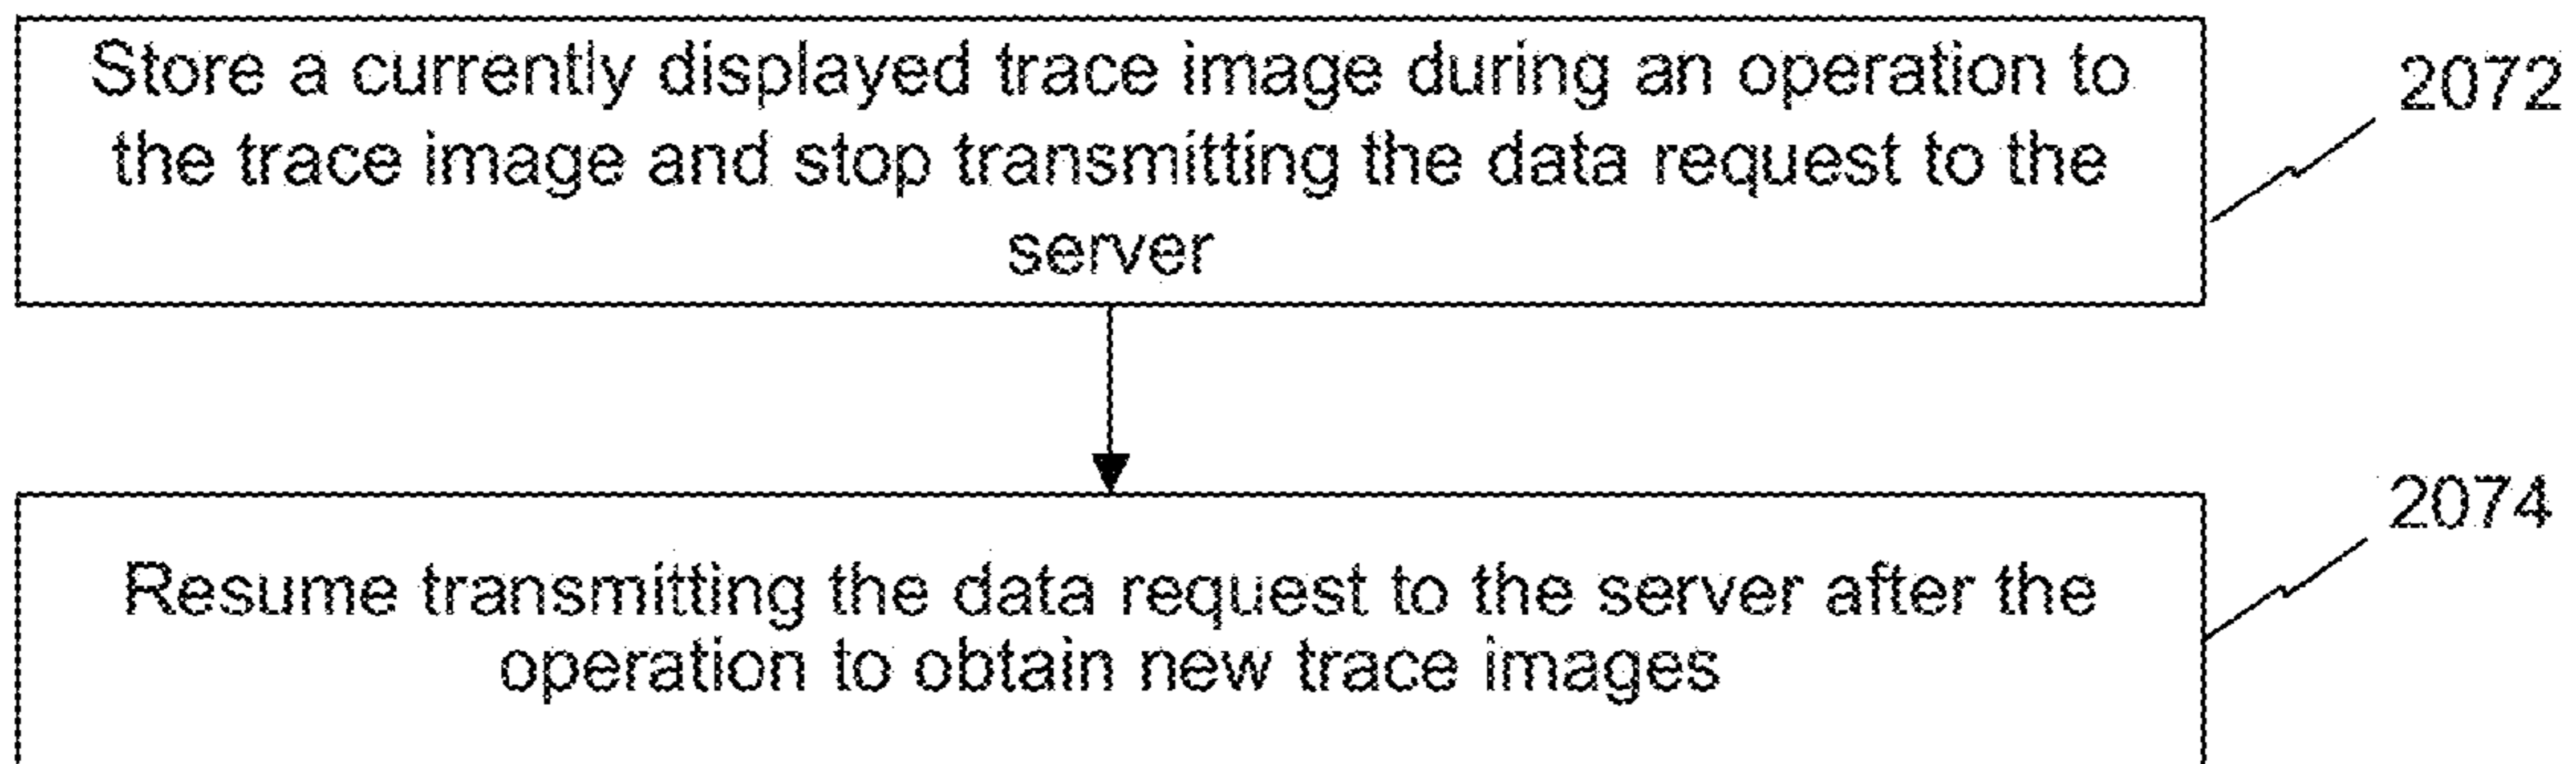 Store a currently displayed trace image during an operation to
the trace image and stop transmitting the data request to the
server
2072
Resume transmitting the data request to the server after the
operation to obtain new trace images
2074